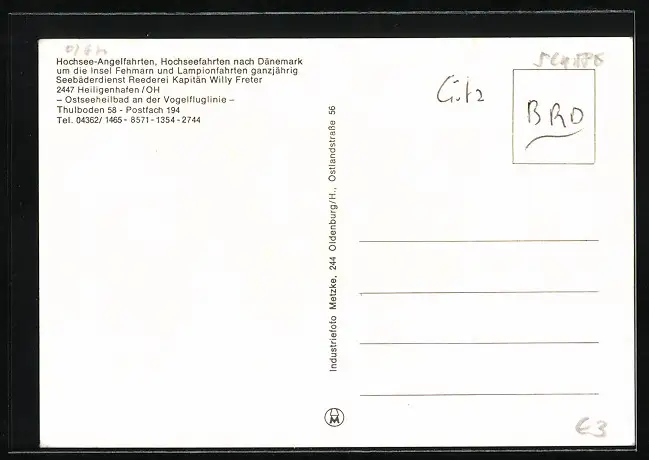 Hochsee-Angelfahrten, Hochseefahrten nach Dänemark
um die Insel Fehmarn und Lampionfahrten ganzjährig
Seebäderdienst Reederei Kapitän Willy Freter
2447 Heiligenhafen/OH
– Ostseeheilbad an der Vogelfluglinie –
Thulboden 58 - Postfach 194
Tel. 04362/ 1465 - 8571 - 1354 - 2744
Industriefoto Metzke, 244 Oldenburg/H., Ostlandstraße 56
BRD
€3